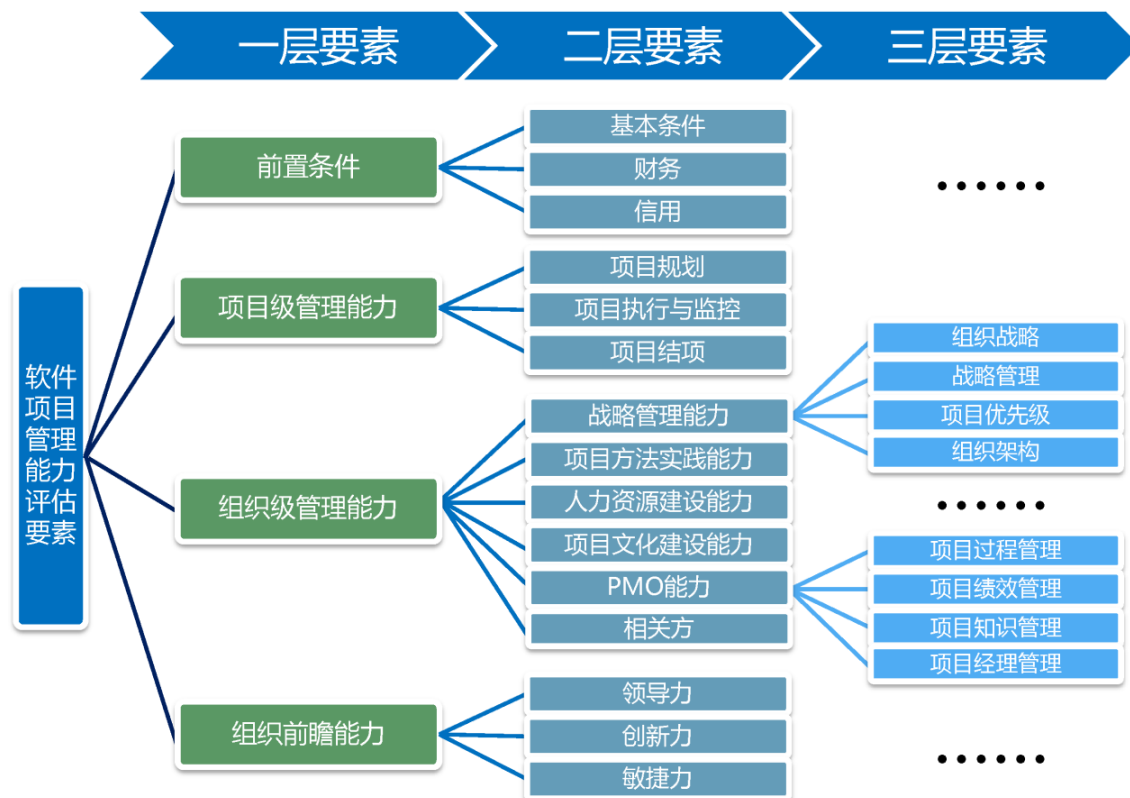 一层要素
二层要素
三层要素
软件
项目
管理
能力
评估
要素
前置条件
基本条件
财务
信用
……
项目级管理能力
项目规划
项目执行与监控
项目结项
组织级管理能力
战略管理能力
项目方法实践能力
人力资源建设能力
项目文化建设能力
PMO能力
相关方
组织战略
战略管理
项目优先级
组织架构
……
项目过程管理
项目绩效管理
项目知识管理
项目经理管理
组织前瞻能力
领导力
创新力
敏捷力
……